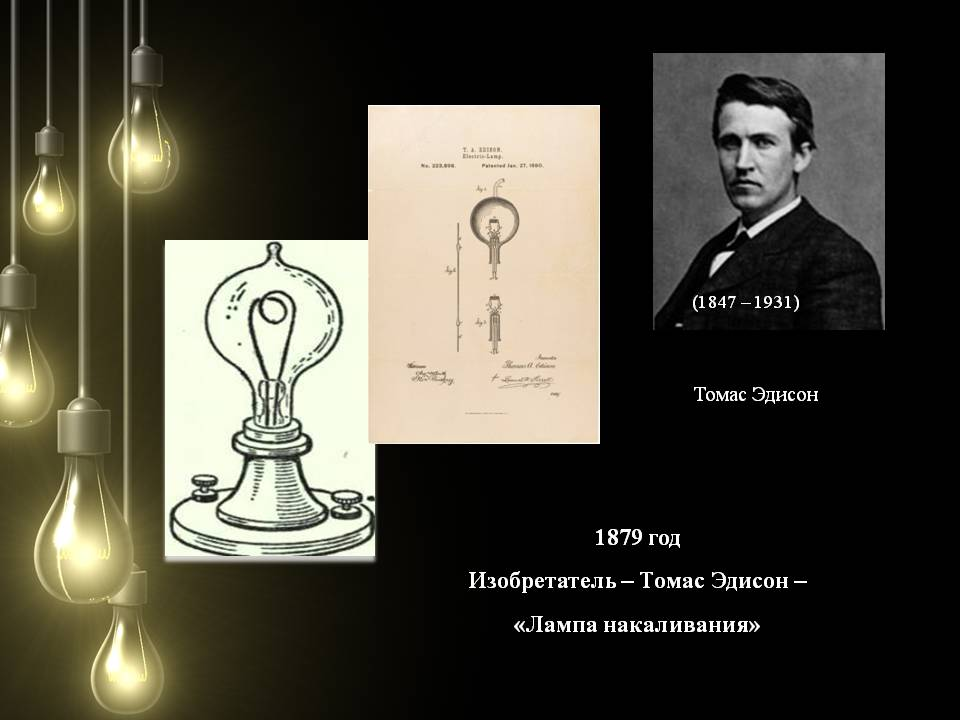 T. A. EDISON.
Electric-Lamp.
No. 223,898. Patented Jan. 27, 1880.
(1847 – 1931)
Томас Эдисон
1879 год
Изобретатель – Томас Эдисон –
«Лампа накаливания»